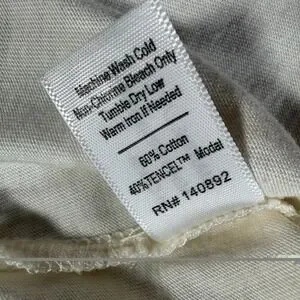 Machine Wash Cold
Non-Chlorine Bleach Only
Tumble Dry Low
Warm Iron if Needed
60% Cotton
40%TENCEL™ Modal
RN# 140892